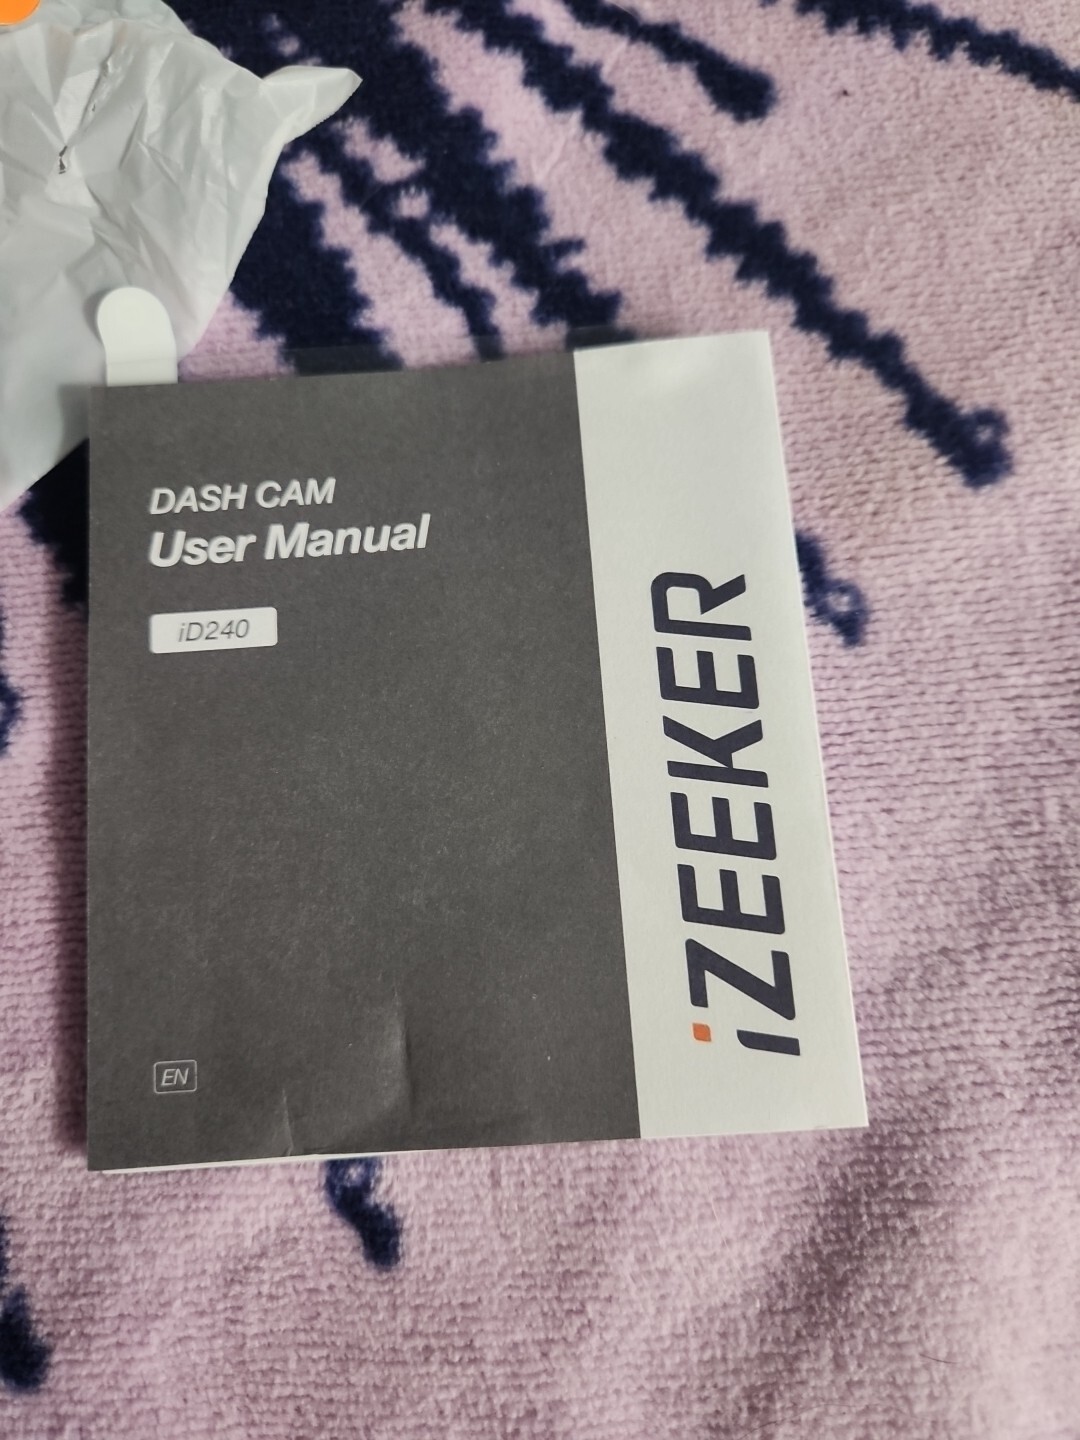 DASH CAM
User Manual
iD240
EN
iZEEKER